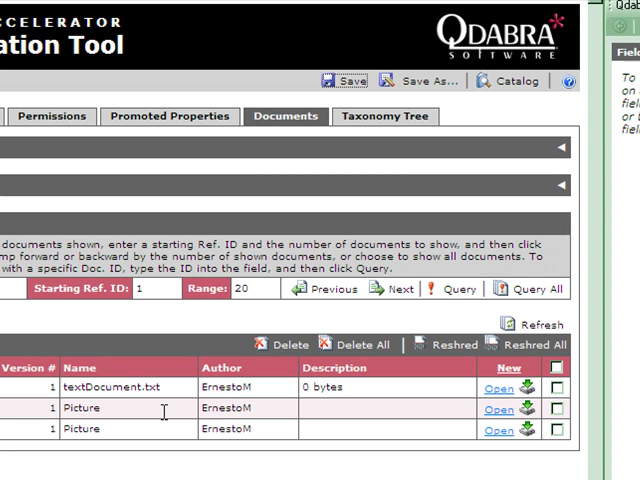 CCELERATOR
ation Tool
QDABRA
SOFTWARE
Qdab
Save Save As... Catalog
Permissions Promoted Properties Documents Taxonomy Tree
Fiel
To
on
fiel
or t
fiel
documents shown, enter a starting Ref. ID and the number of documents to show, and then click
mp forward or backward by the number of shown documents, or choose to show all documents. To
with a specific Doc. ID, type the ID into the field, and then click Query.
Starting Ref. ID: 1 Range: 20 Previous Next Query Query All
Refresh
Delete Delete All Reshred Reshred All
Version # Name Author Description New
1 textDocument.txt ErnestoM 0 bytes Open
1 Picture ErnestoM Open
1 Picture ErnestoM Open